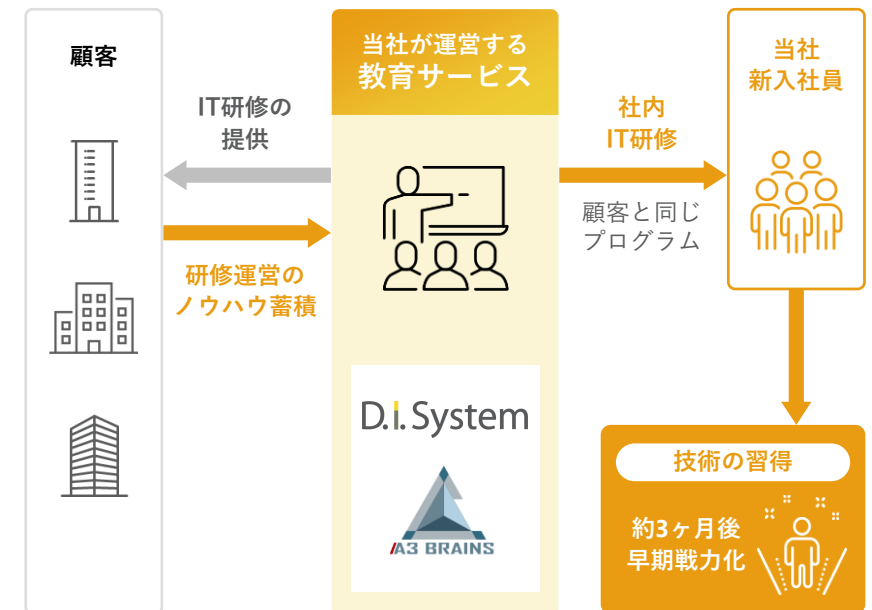 顧客
IT研修の
提供
研修運営の
ノウハウ蓄積
当社が運営する
教育サービス
D.i.System
A3 BRAINS
社内
IT研修
顧客と同じ
プログラム
当社
新入社員
技術の習得
約3ヶ月後
早期戦力化